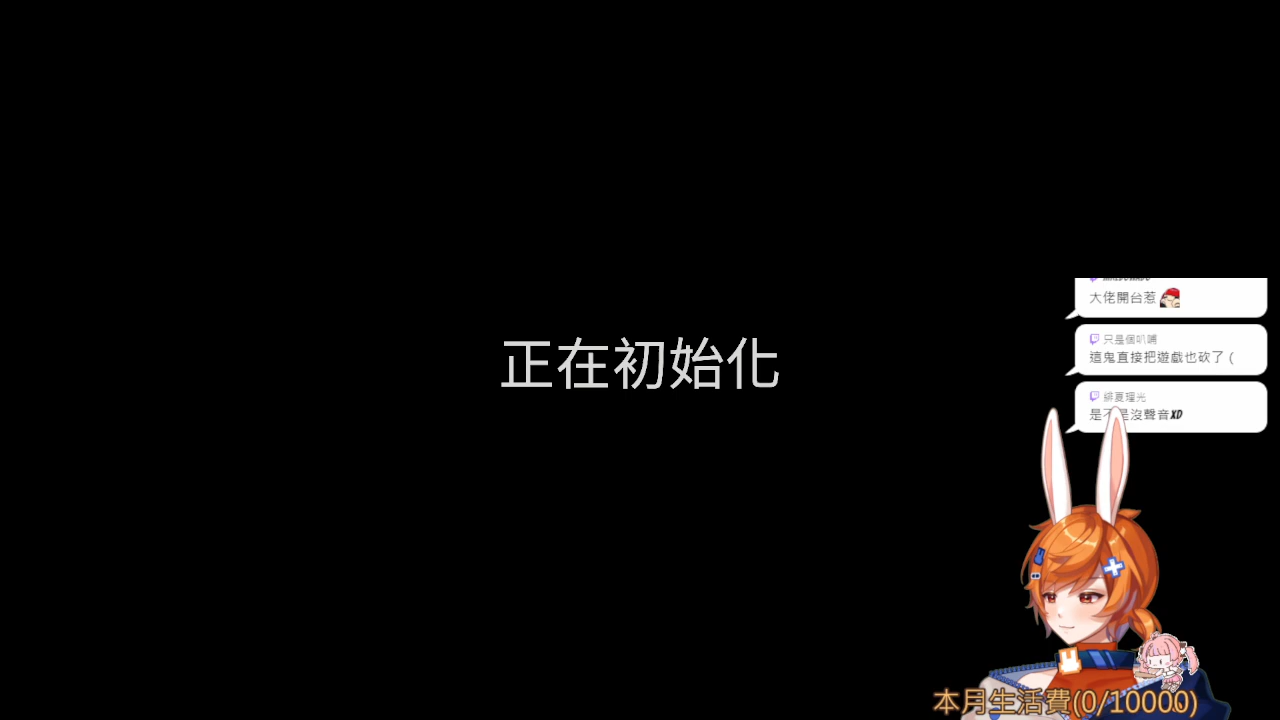 正在初始化
大佬開台惹
只是個叭噗
這鬼直接把遊戲也砍了（
緋夏理光
是不是沒聲音XD
本月生活費(0/10000)